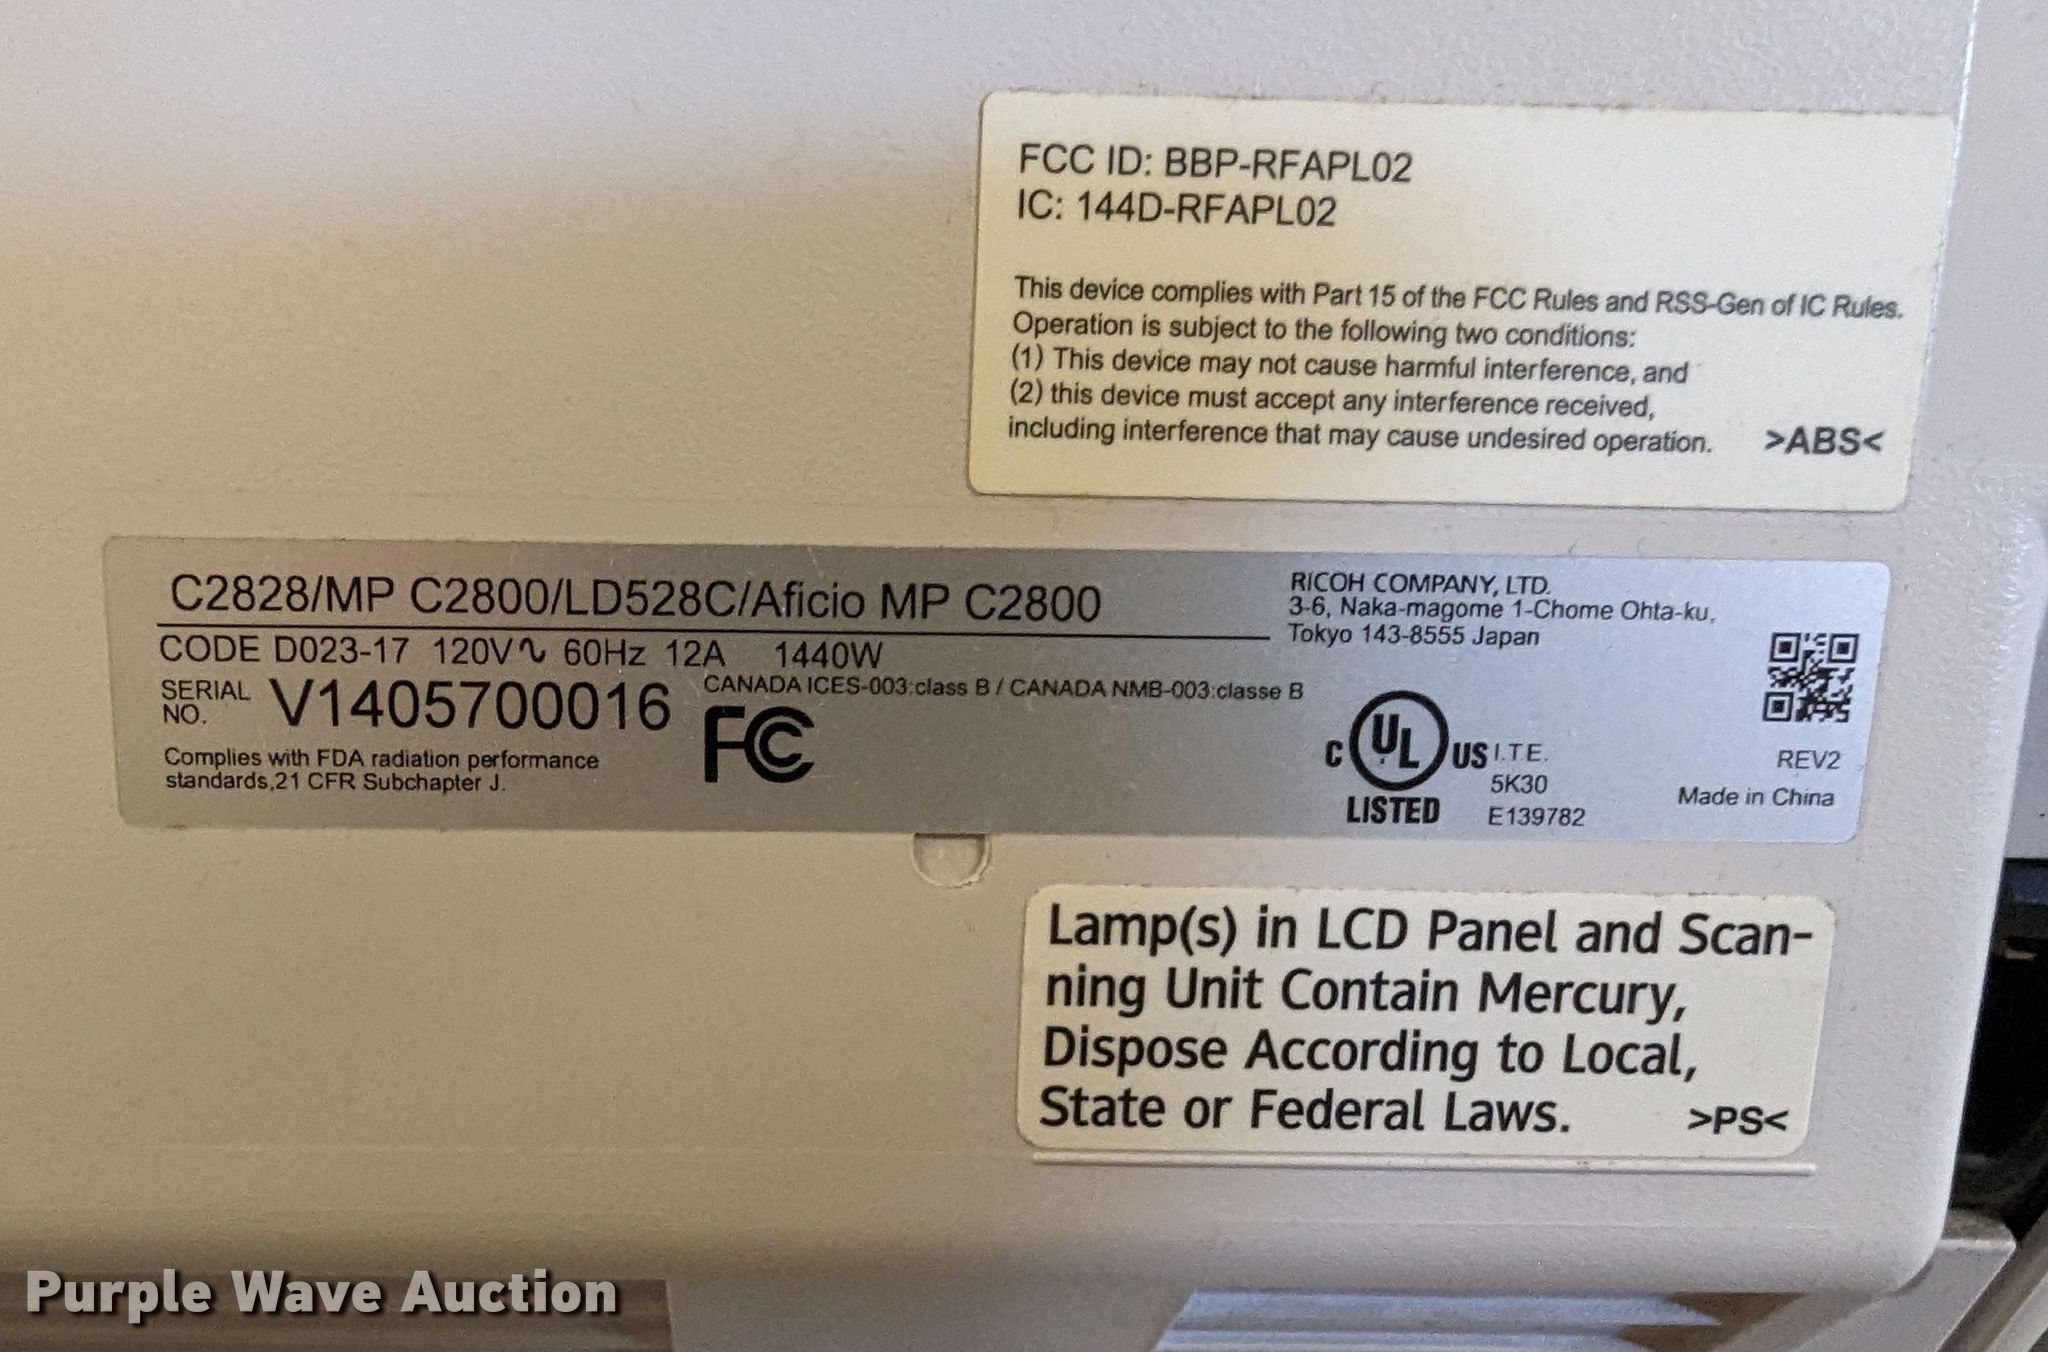 FCC ID: BBP-RFAPL02
IC: 144D-RFAPL02
This device complies with Part 15 of the FCC Rules and RSS-Gen of IC Rules.
Operation is subject to the following two conditions:
(1) This device may not cause harmful interference, and
(2) this device must accept any interference received,
including interference that may cause undesired operation. >ABS<
C2828/MP C2800/LD528C/Aficio MP C2800
CODE D023-17 120V∿ 60Hz 12A 1440W
SERIAL NO. V1405700016
CANADA ICES-003:class B / CANADA NMB-003:classe B
Complies with FDA radiation performance
standards,21 CFR Subchapter J.
FC
RICOH COMPANY, LTD.
3-6, Naka-magome 1-Chome Ohta-ku,
Tokyo 143-8555 Japan
C UL US I.T.E.
LISTED
5K30
E139782
REV2
Made in China
Lamp(s) in LCD Panel and Scan-
ning Unit Contain Mercury,
Dispose According to Local,
State or Federal Laws. >PS<
Purple Wave Auction